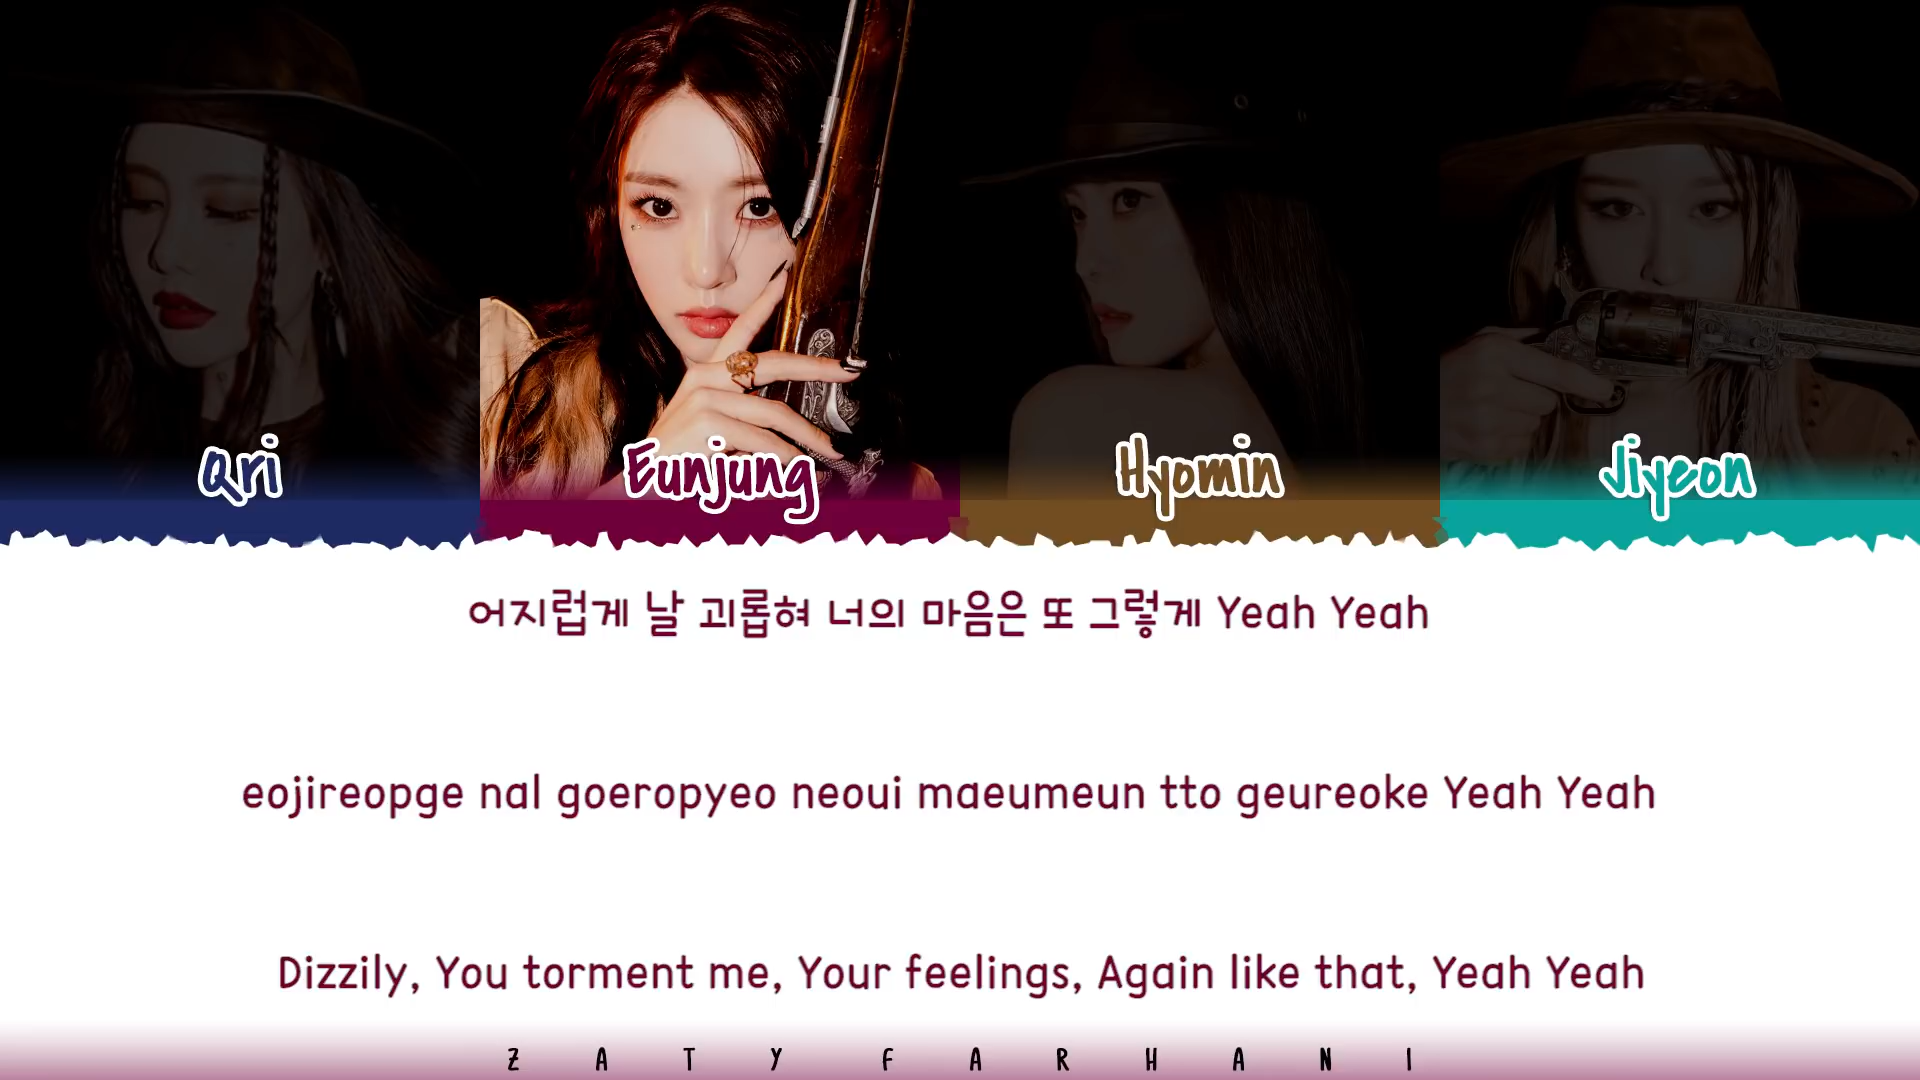 Qri Eunjung Hyomin Jiyeon
어지럽게 날 괴롭혀 너의 마음은 또 그렇게 Yeah Yeah
eojireopge nal goeropyeo neoui maeumeun tto geureoke Yeah Yeah
Dizzily, You torment me, Your feelings, Again like that, Yeah Yeah
ZATY FARHANI